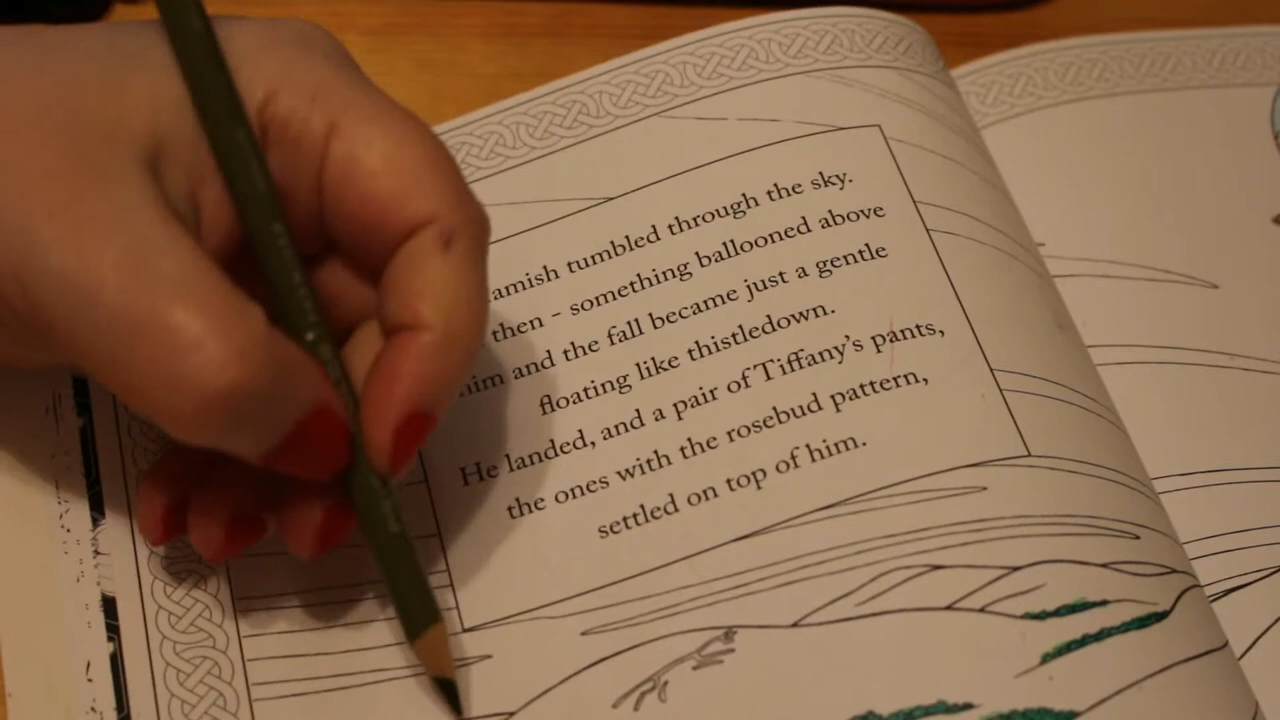 amish tumbled through the sky.
then - something ballooned above
him and the fall became just a gentle
floating like thistledown.
He landed, and a pair of Tiffany's pants,
the ones with the rosebud pattern,
settled on top of him.